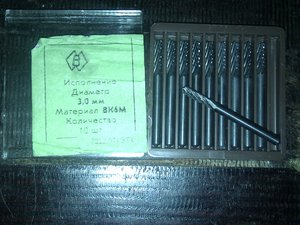 Исполнение
Диаметр
3,0 мм
Материал ВК6М
Количество
10 шт